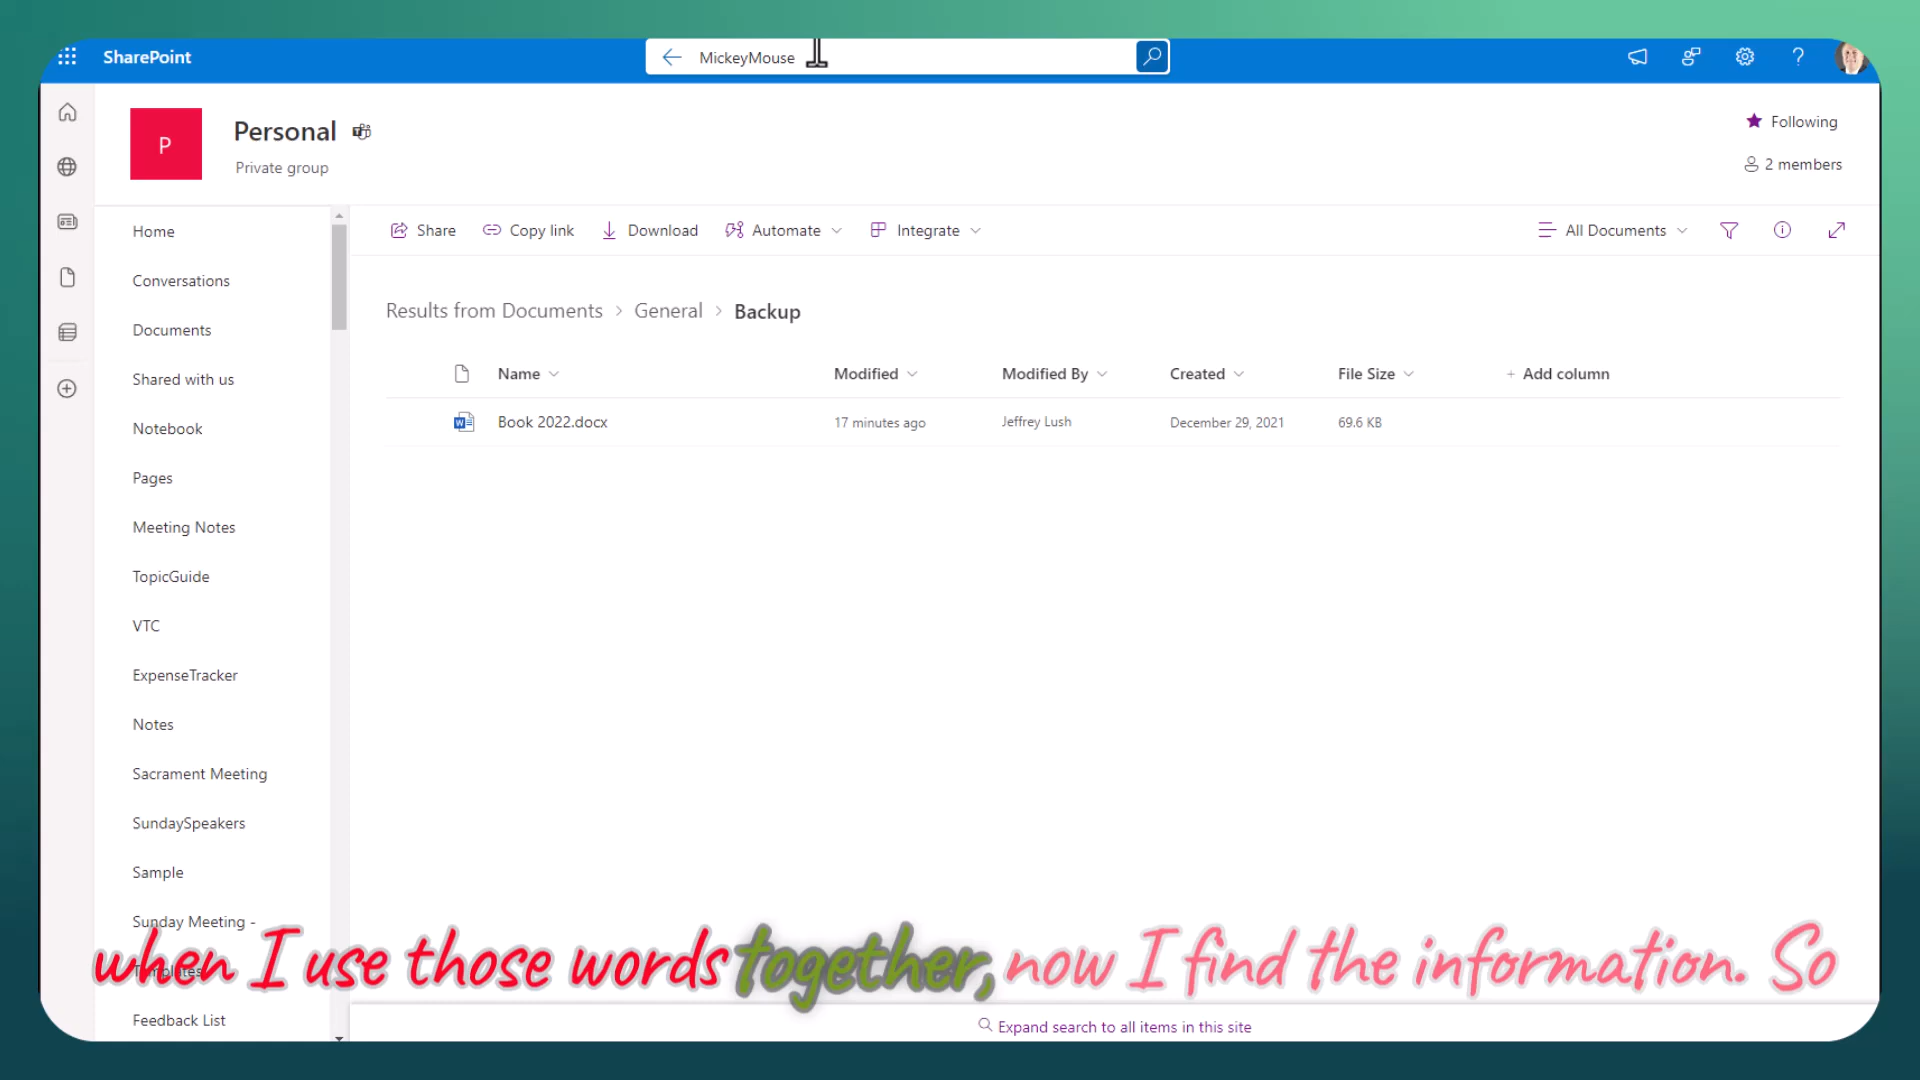 SharePoint
MickeyMouse
P
Personal
Private group
Following
2 members
Home
Conversations
Documents
Shared with us
Notebook
Pages
Meeting Notes
TopicGuide
VTC
ExpenseTracker
Notes
Sacrament Meeting
SundaySpeakers
Sample
Sunday Meeting -
Templates
Feedback List
Share Copy link Download Automate Integrate All Documents
Results from Documents > General > Backup
Name Modified Modified By Created File Size + Add column
Book 2022.docx 17 minutes ago Jeffrey Lush December 29, 2021 69.6 KB
when I use those words together, now I find the information. So
Expand search to all items in this site